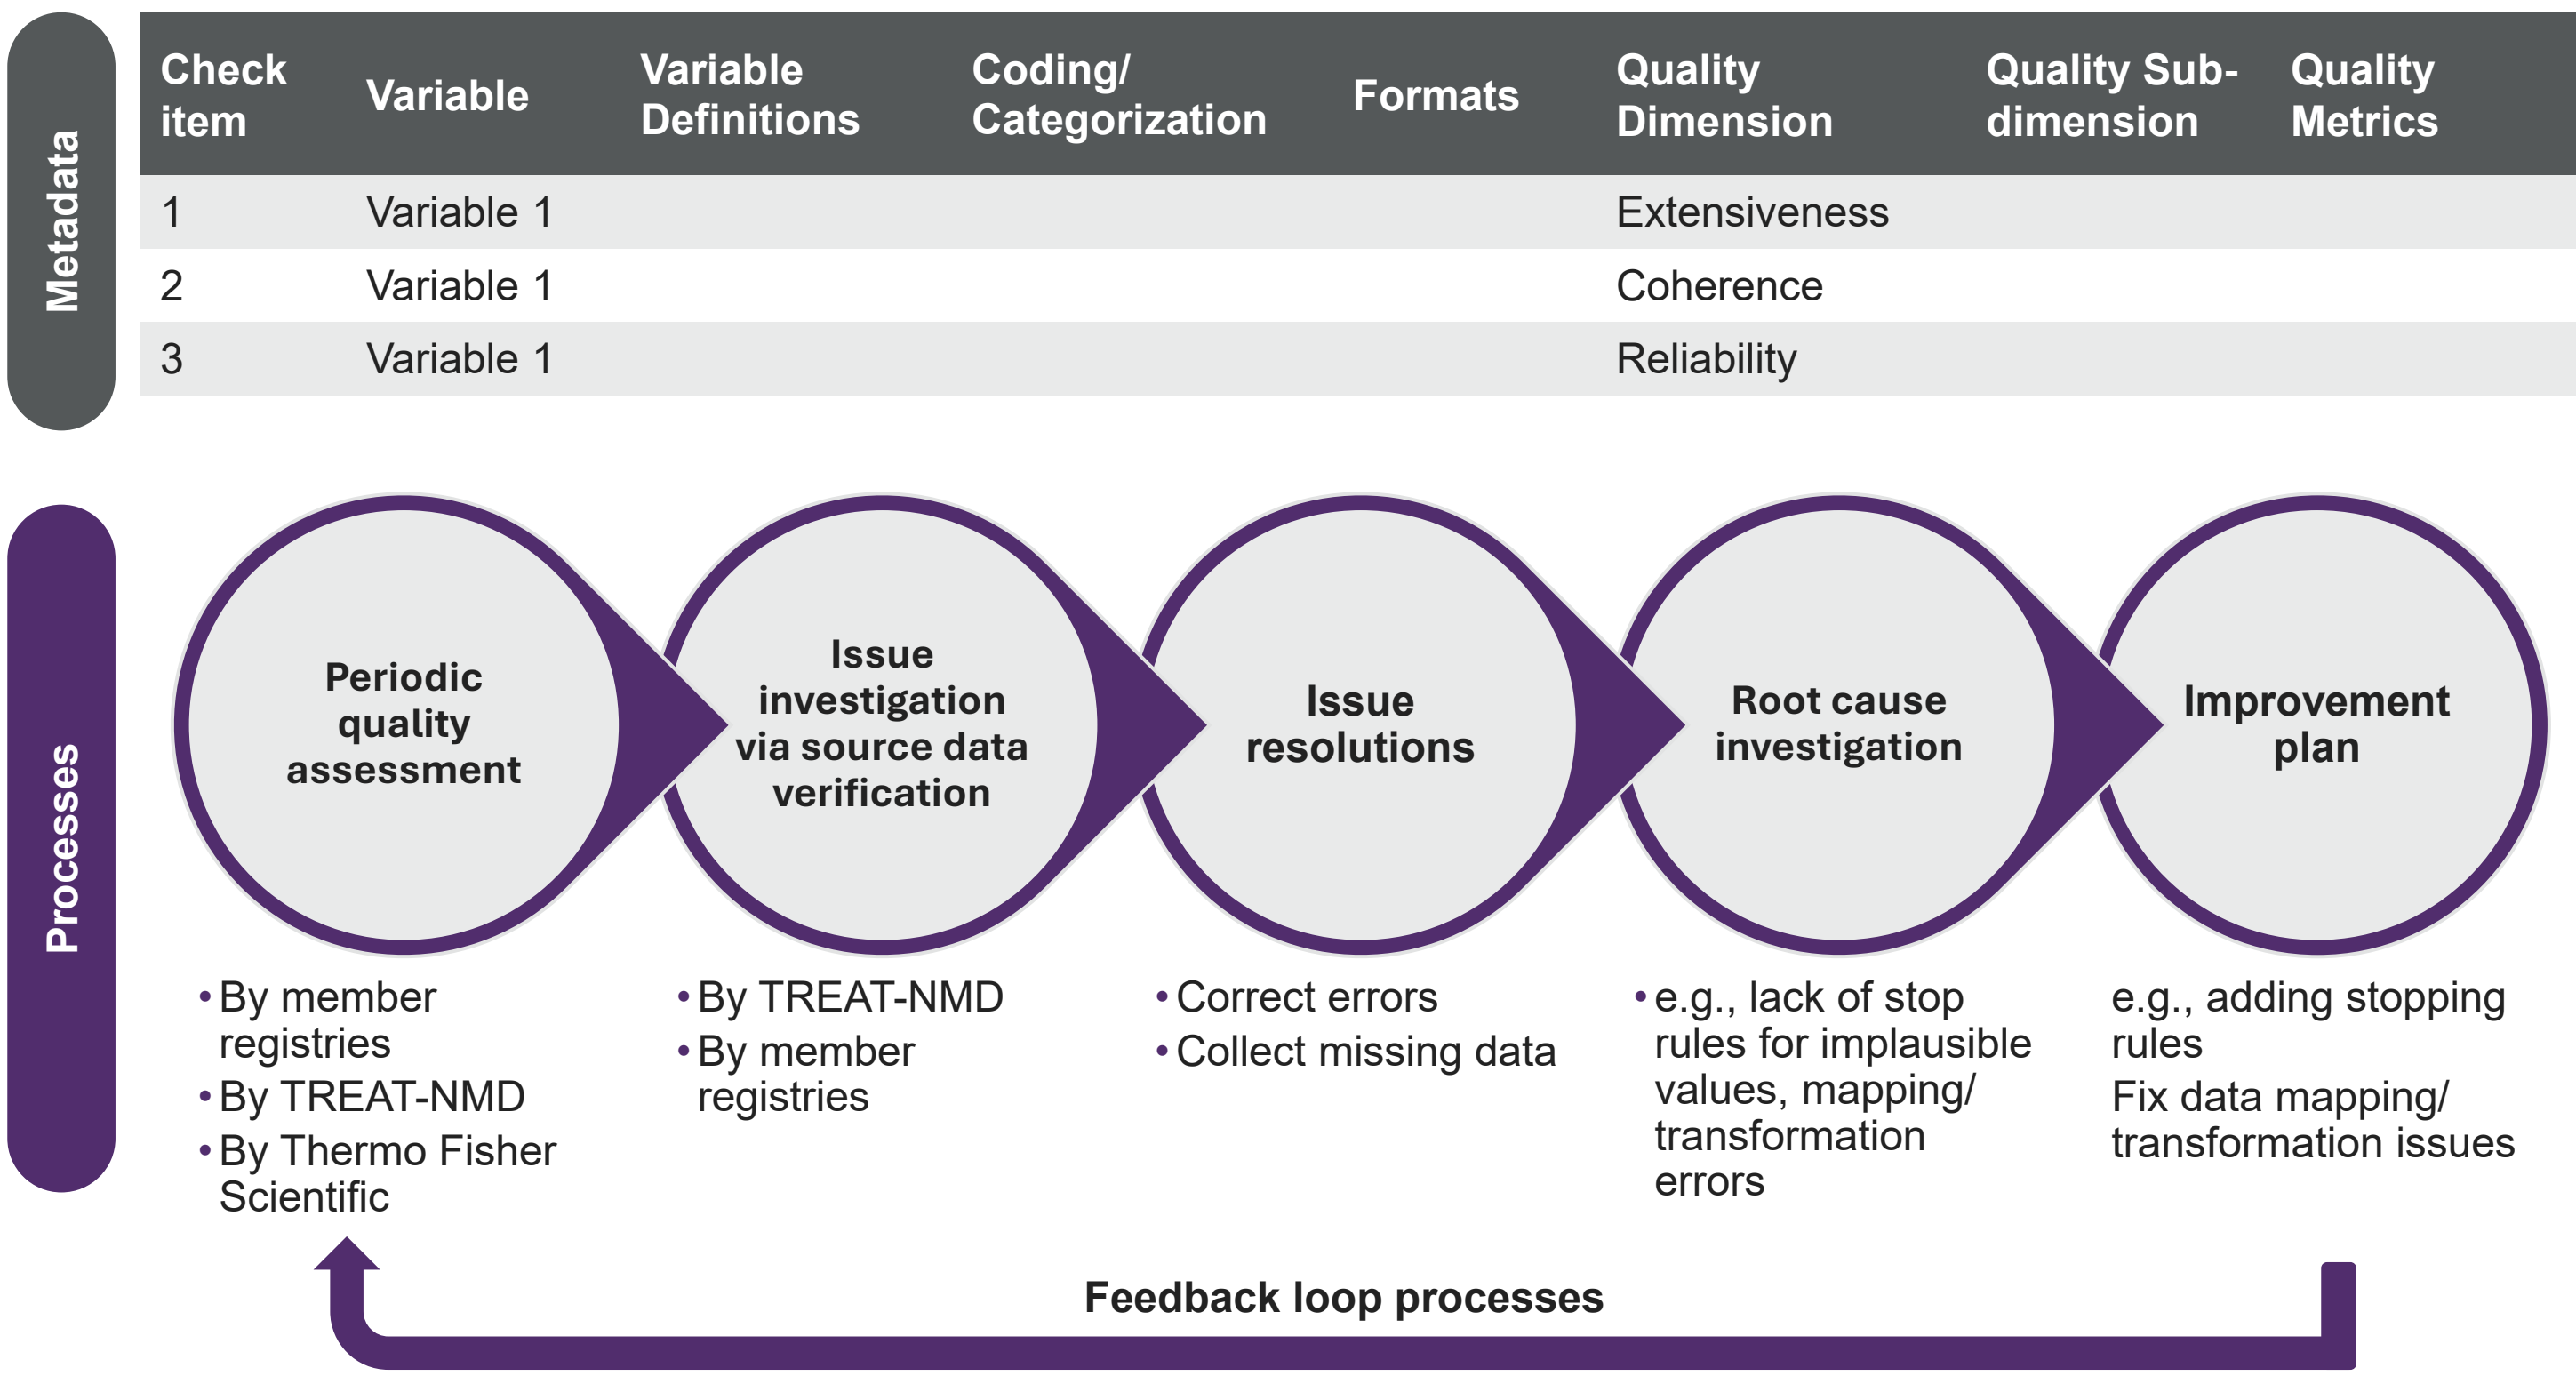 Metadata
Check item
Variable
Variable Definitions
Coding/ Categorization
Formats
Quality Dimension
Quality Sub-dimension
Quality Metrics
1 Variable 1 Extensiveness
2 Variable 1 Coherence
3 Variable 1 Reliability
Processes
Periodic
quality
assessment
Issue
investigation
via source data
verification
Issue
resolutions
Root cause
investigation
Improvement
plan
• By member
registries
• By TREAT-NMD
• By Thermo Fisher
Scientific
• By TREAT-NMD
• By member
registries
• Correct errors
• Collect missing data
• e.g., lack of stop
rules for implausible
values, mapping/
transformation
errors
e.g., adding stopping
rules
Fix data mapping/
transformation issues
Feedback loop processes